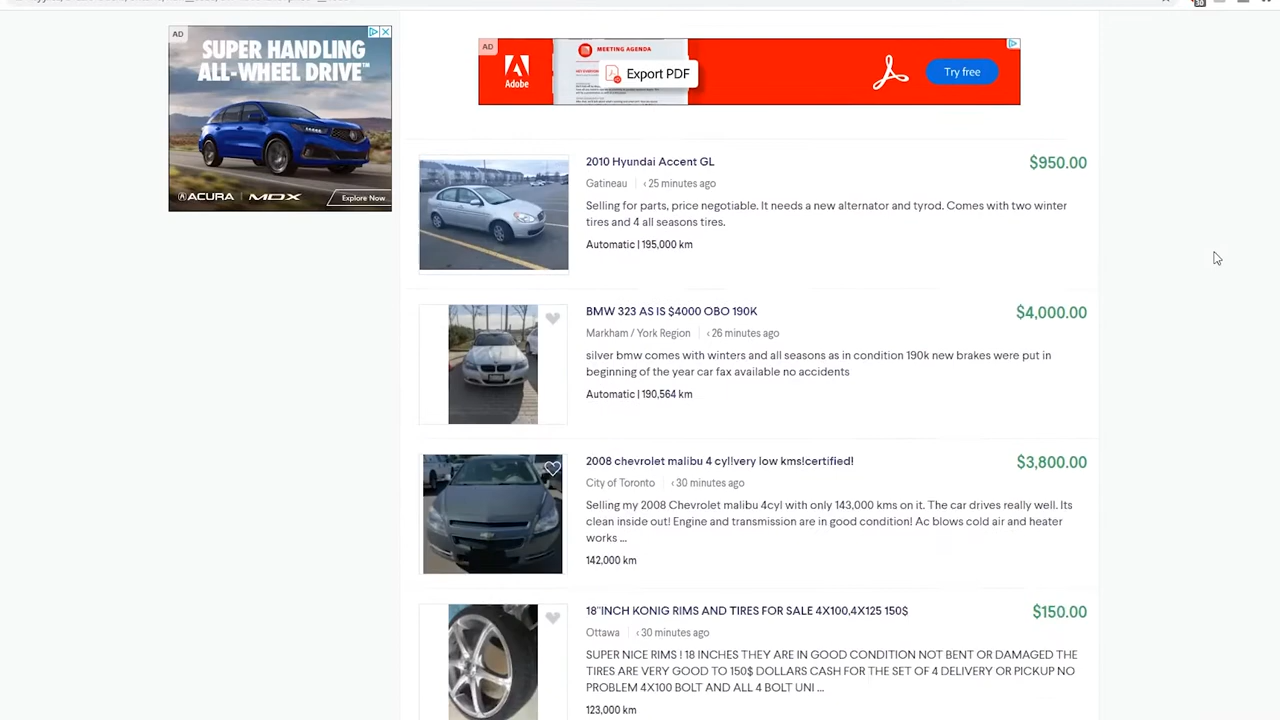 AD
SUPER HANDLING
ALL-WHEEL DRIVE™
ACURA | MDX
Explore Now
AD
Adobe
MEETING AGENDA
Export PDF
Try free
2010 Hyundai Accent GL
$950.00
Gatineau | < 25 minutes ago
Selling for parts, price negotiable. It needs a new alternator and tyrod. Comes with two winter
tires and 4 all seasons tires.
Automatic | 195,000 km
BMW 323 AS IS $4000 OBO 190K
$4,000.00
Markham / York Region | < 26 minutes ago
silver bmw comes with winters and all seasons as in condition 190k new brakes were put in
beginning of the year car fax available no accidents
Automatic | 190,564 km
2008 chevrolet malibu 4 cyl!very low kms!certified!
$3,800.00
City of Toronto | < 30 minutes ago
Selling my 2008 Chevrolet malibu 4cyl with only 143,000 kms on it. The car drives really well. Its
clean inside out! Engine and transmission are in good condition! Ac blows cold air and heater
works ...
142,000 km
18"INCH KONIG RIMS AND TIRES FOR SALE 4X100,4X125 150$
$150.00
Ottawa | < 30 minutes ago
SUPER NICE RIMS ! 18 INCHES THEY ARE IN GOOD CONDITION NOT BENT OR DAMAGED THE
TIRES ARE VERY GOOD TO 150$ DOLLARS CASH FOR THE SET OF 4 DELIVERY OR PICKUP NO
PROBLEM 4X100 BOLT AND ALL 4 BOLT UNI ...
123,000 km